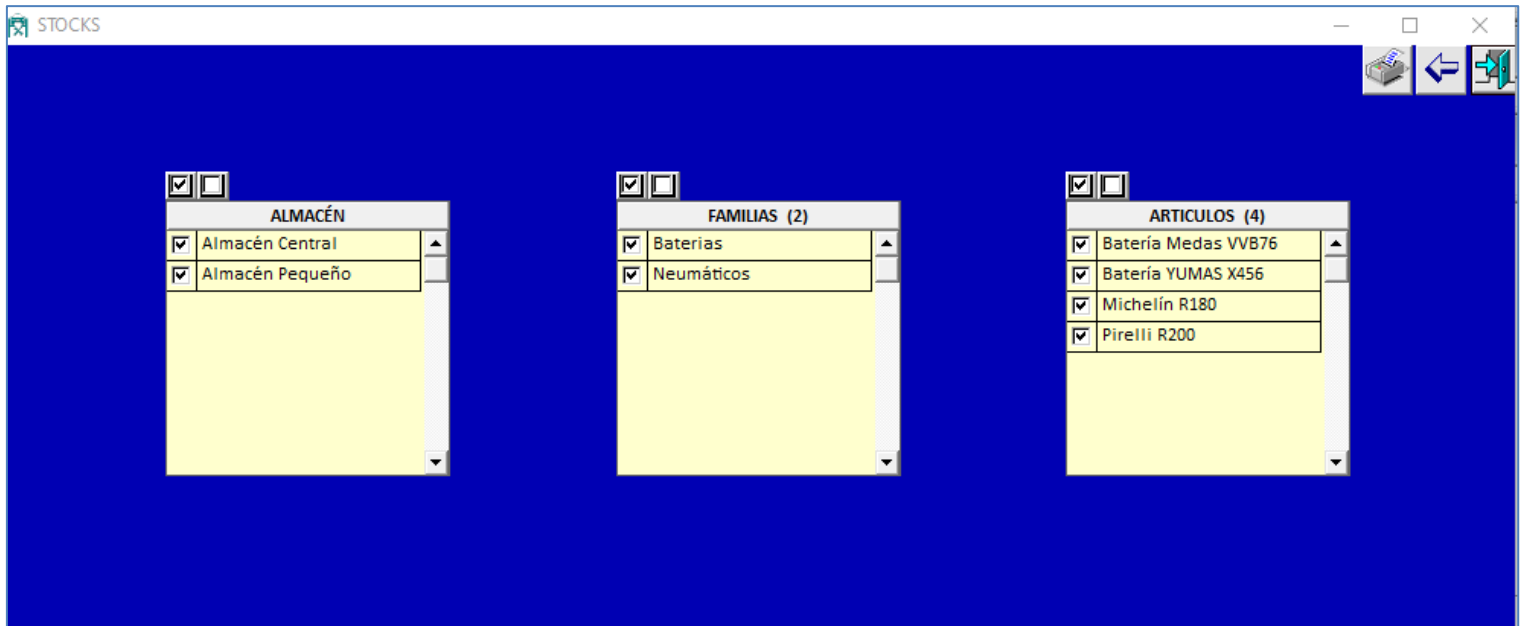 STOCKS
ALMACÉN
Almacén Central
Almacén Pequeño
FAMILIAS (2)
Baterias
Neumáticos
ARTICULOS (4)
Batería Medas VVB76
Batería YUMAS X456
Michelín R180
Pirelli R200